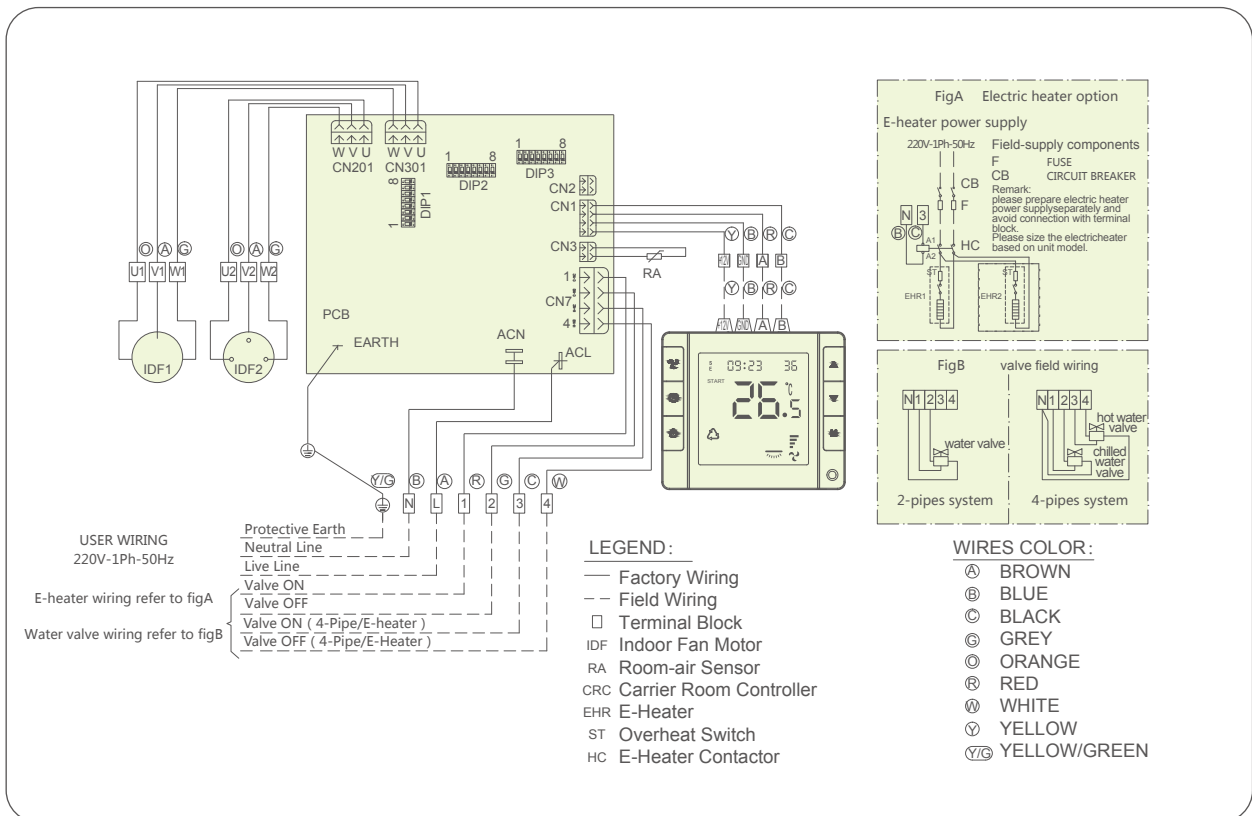 W V U
CN201
W V U
CN301
1 8
DIP2
1 8
DIP3
8
DIP1
1
CN2
CN1
CN3
1
CN7
4
RA
PCB
EARTH
ACN
ACL
O A G
U1 V1 W1
IDF1
O A G
U2 V2 W2
IDF2
Y B R C
+12V GND A B
Y B R C
+12V GND A B
S E 09:23 36
START
26.5 °C
Y/G B A R G C W
N L 1 2 3 4
USER WIRING
220V-1Ph-50Hz
Protective Earth
Neutral Line
Live Line
Valve ON
Valve OFF
Valve ON ( 4-Pipe/E-heater )
Valve OFF ( 4-Pipe/E-Heater )
E-heater wiring refer to figA
Water valve wiring refer to figB
LEGEND:
Factory Wiring
Field Wiring
Terminal Block
IDF Indoor Fan Motor
RA Room-air Sensor
CRC Carrier Room Controller
EHR E-Heater
ST Overheat Switch
HC E-Heater Contactor
FigA Electric heater option
E-heater power supply
220V-1Ph-50Hz
Field-supply components
F FUSE
CB CIRCUIT BREAKER
Remark:
please prepare electric heater
power supplyseparately and
avoid connection with terminal
block.
Please size the electricheater
based on unit model.
CB
F
N 3
B C
A1
A2
HC
ST
EHR1
ST
EHR2
FigB valve field wiring
N 1 2 3 4
water valve
2-pipes system
N 1 2 3 4
hot water
valve
chilled
water
valve
4-pipes system
WIRES COLOR:
A BROWN
B BLUE
C BLACK
G GREY
O ORANGE
R RED
W WHITE
Y YELLOW
Y/G YELLOW/GREEN